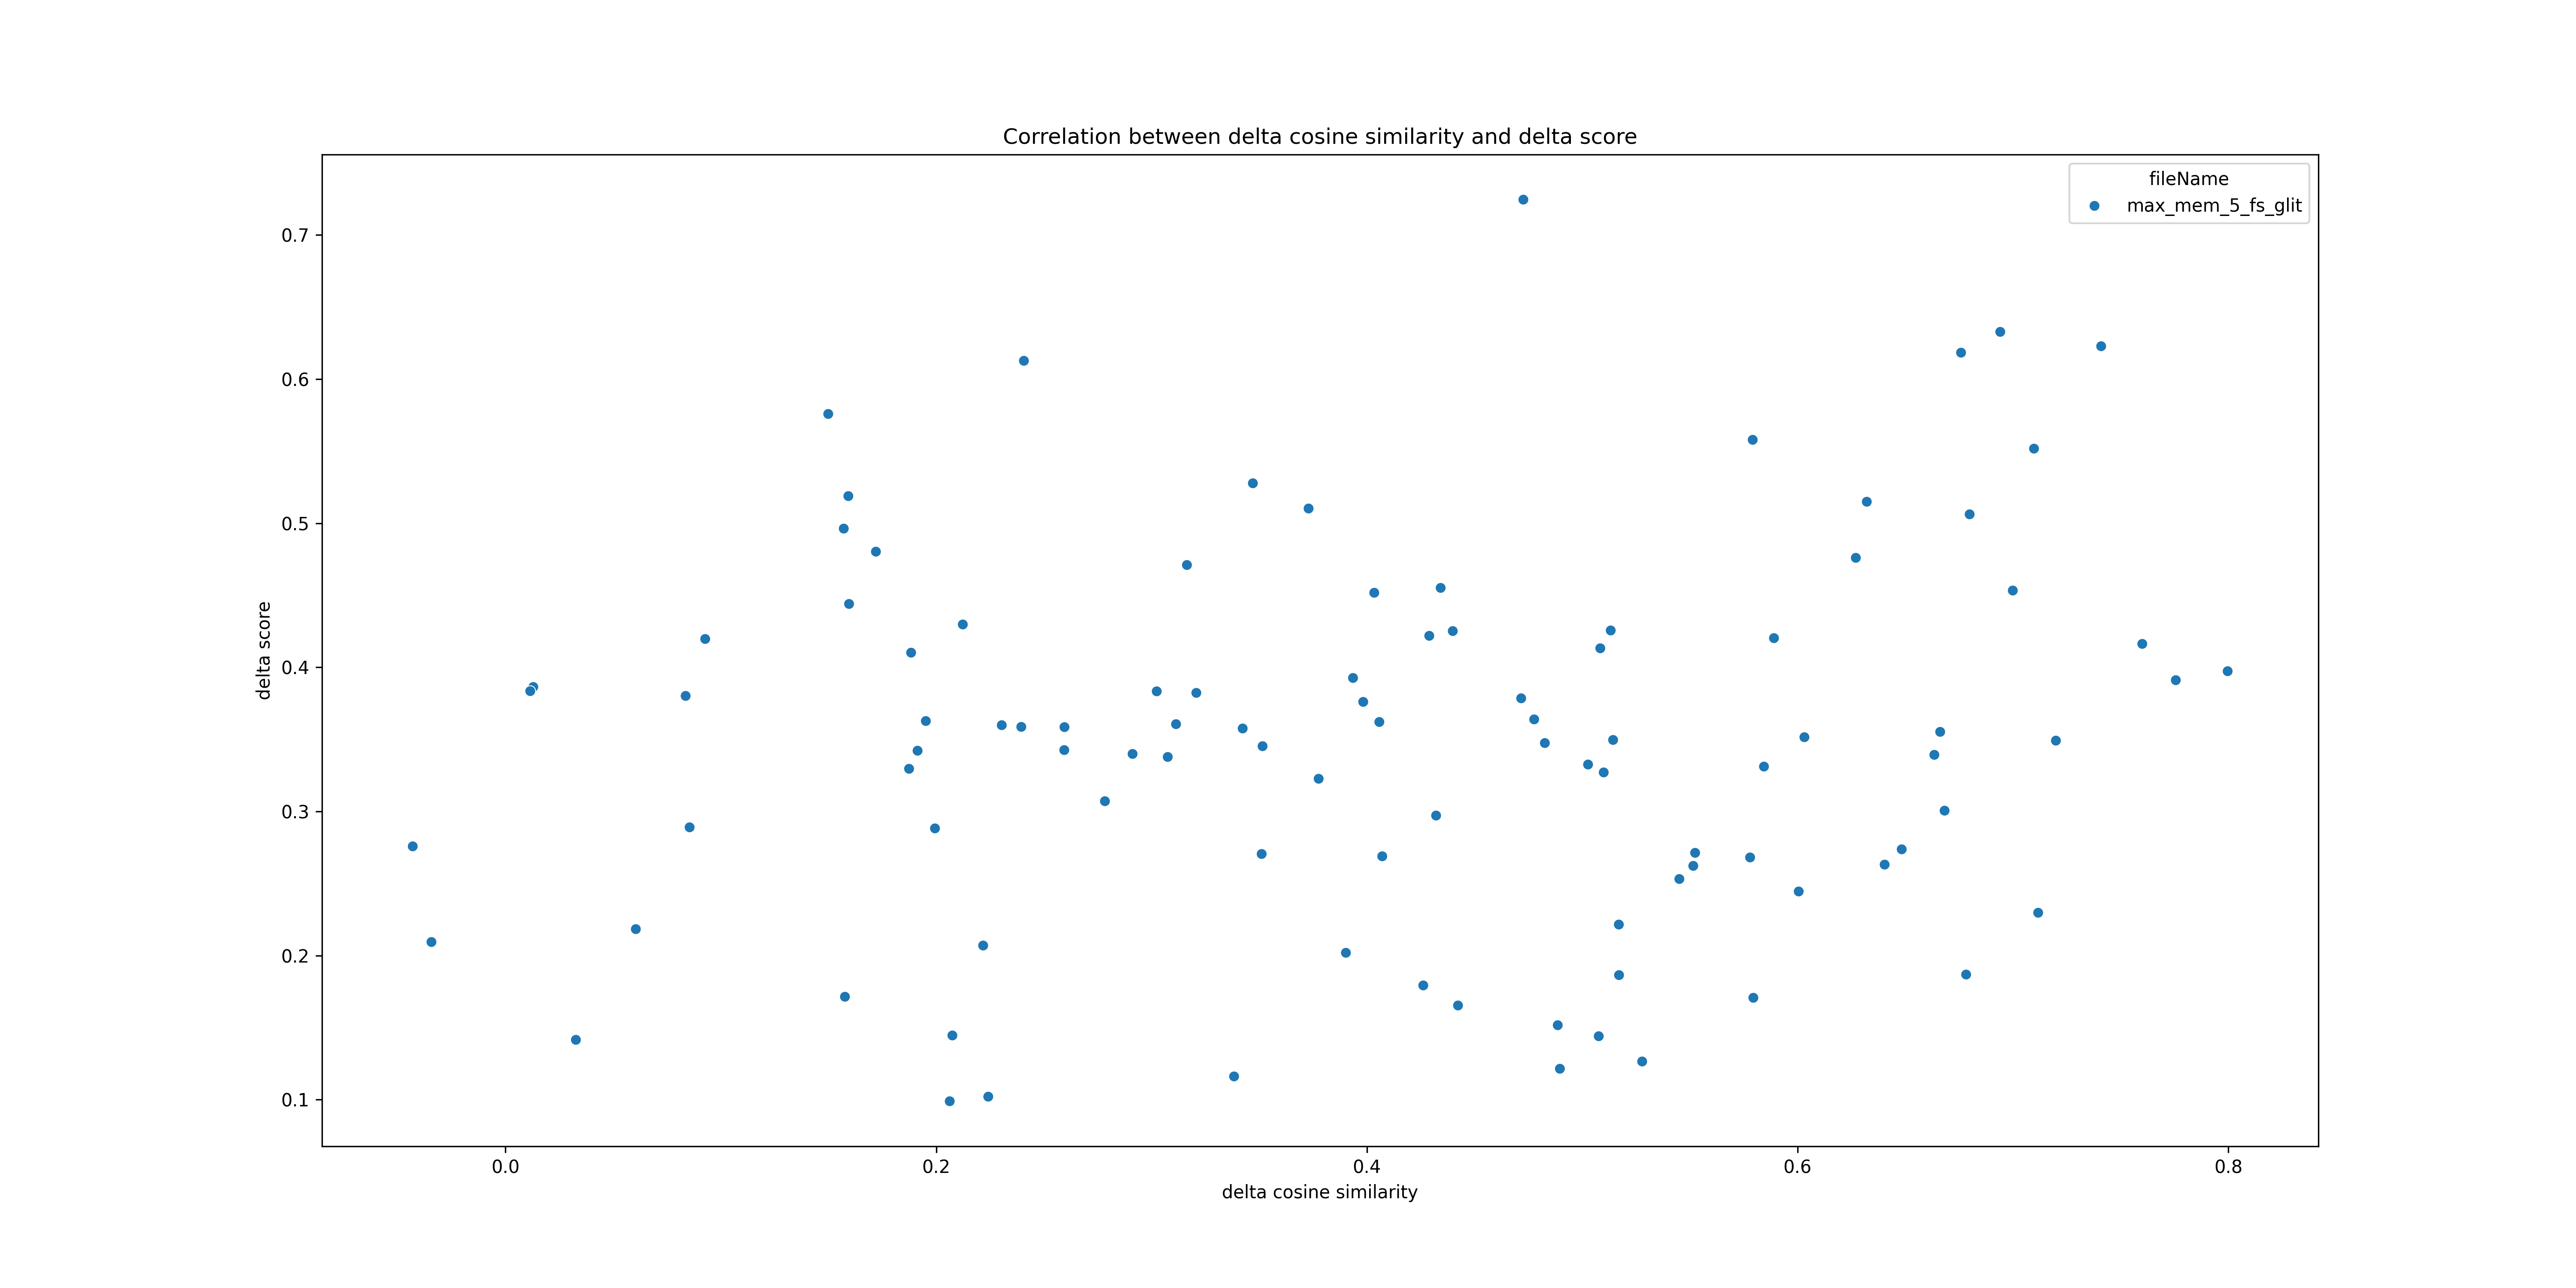 Correlation between delta cosine similarity and delta score
fileName
max_mem_5_fs_glit
0.7
0.6
0.5
0.4
0.3
0.2
0.1
delta score
0.0
0.2
0.4
0.6
0.8
delta cosine similarity